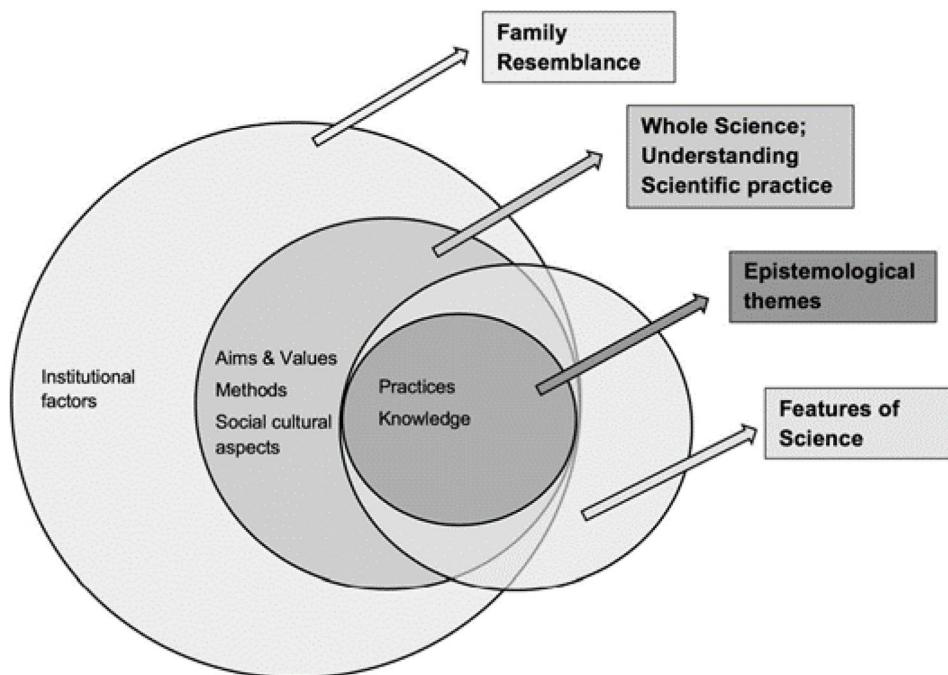 Family
Resemblance
Whole Science;
Understanding
Scientific practice
Epistemological
themes
Features of
Science
Institutional
factors
Aims & Values
Methods
Social cultural
aspects
Practices
Knowledge